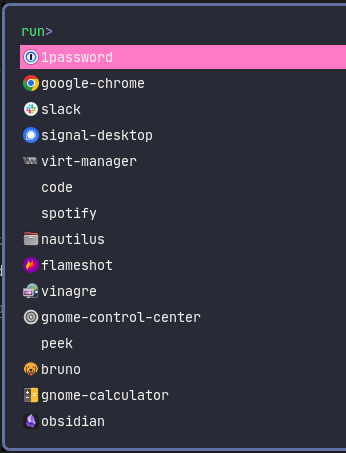 run>
1password
google-chrome
slack
signal-desktop
virt-manager
code
spotify
nautilus
flameshot
vinagre
gnome-control-center
peek
bruno
gnome-calculator
obsidian